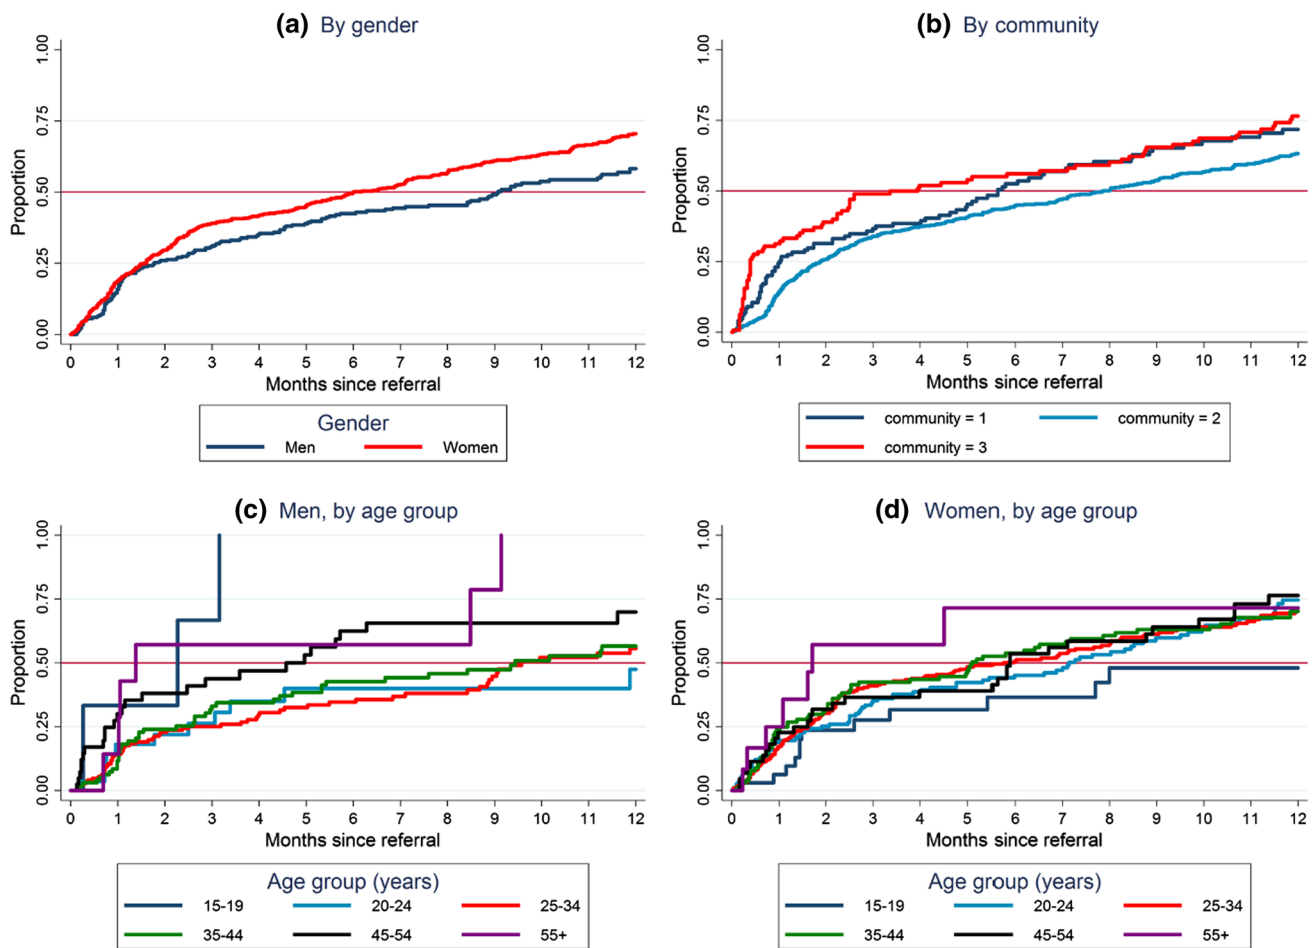 (a) By gender
1.00
0.75
0.50
0.25
0.00
Proportion
0 1 2 3 4 5 6 7 8 9 10 11 12
Months since referral
Gender
Men Women
(b) By community
1.00
0.75
0.50
0.25
0.00
Proportion
0 1 2 3 4 5 6 7 8 9 10 11 12
Months since referral
community = 1 community = 2
community = 3
(c) Men, by age group
1.00
0.75
0.50
0.25
0.00
Proportion
0 1 2 3 4 5 6 7 8 9 10 11 12
Months since referral
Age group (years)
15-19 20-24 25-34
35-44 45-54 55+
(d) Women, by age group
1.00
0.75
0.50
0.25
0.00
Proportion
0 1 2 3 4 5 6 7 8 9 10 11 12
Months since referral
Age group (years)
15-19 20-24 25-34
35-44 45-54 55+